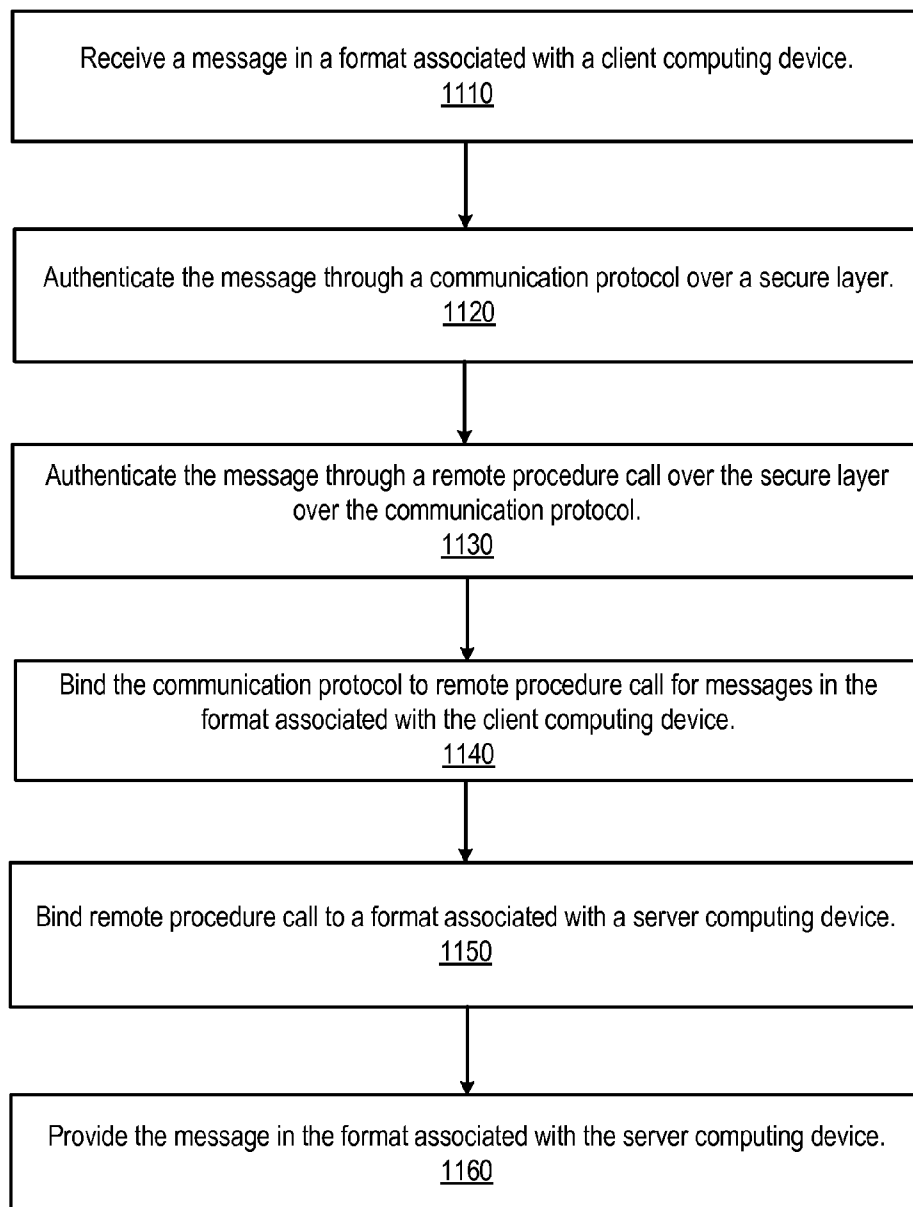 Receive a message in a format associated with a client computing device.
1110
Authenticate the message through a communication protocol over a secure layer.
1120
Authenticate the message through a remote procedure call over the secure layer
over the communication protocol.
1130
Bind the communication protocol to remote procedure call for messages in the
format associated with the client computing device.
1140
Bind remote procedure call to a format associated with a server computing device.
1150
Provide the message in the format associated with the server computing device.
1160